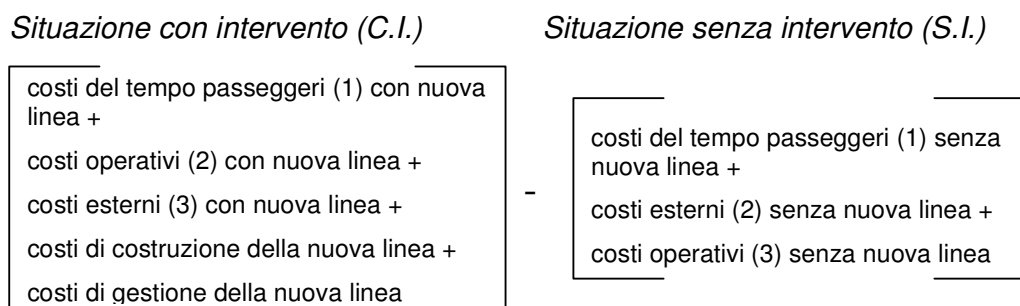 Situazione con intervento (C.I.)
Situazione senza intervento (S.I.)
costi del tempo passeggeri (1) con nuova
linea +
costi operativi (2) con nuova linea +
costi esterni (3) con nuova linea +
costi di costruzione della nuova linea +
costi di gestione della nuova linea
-
costi del tempo passeggeri (1) senza
nuova linea +
costi esterni (2) senza nuova linea +
costi operativi (3) senza nuova linea